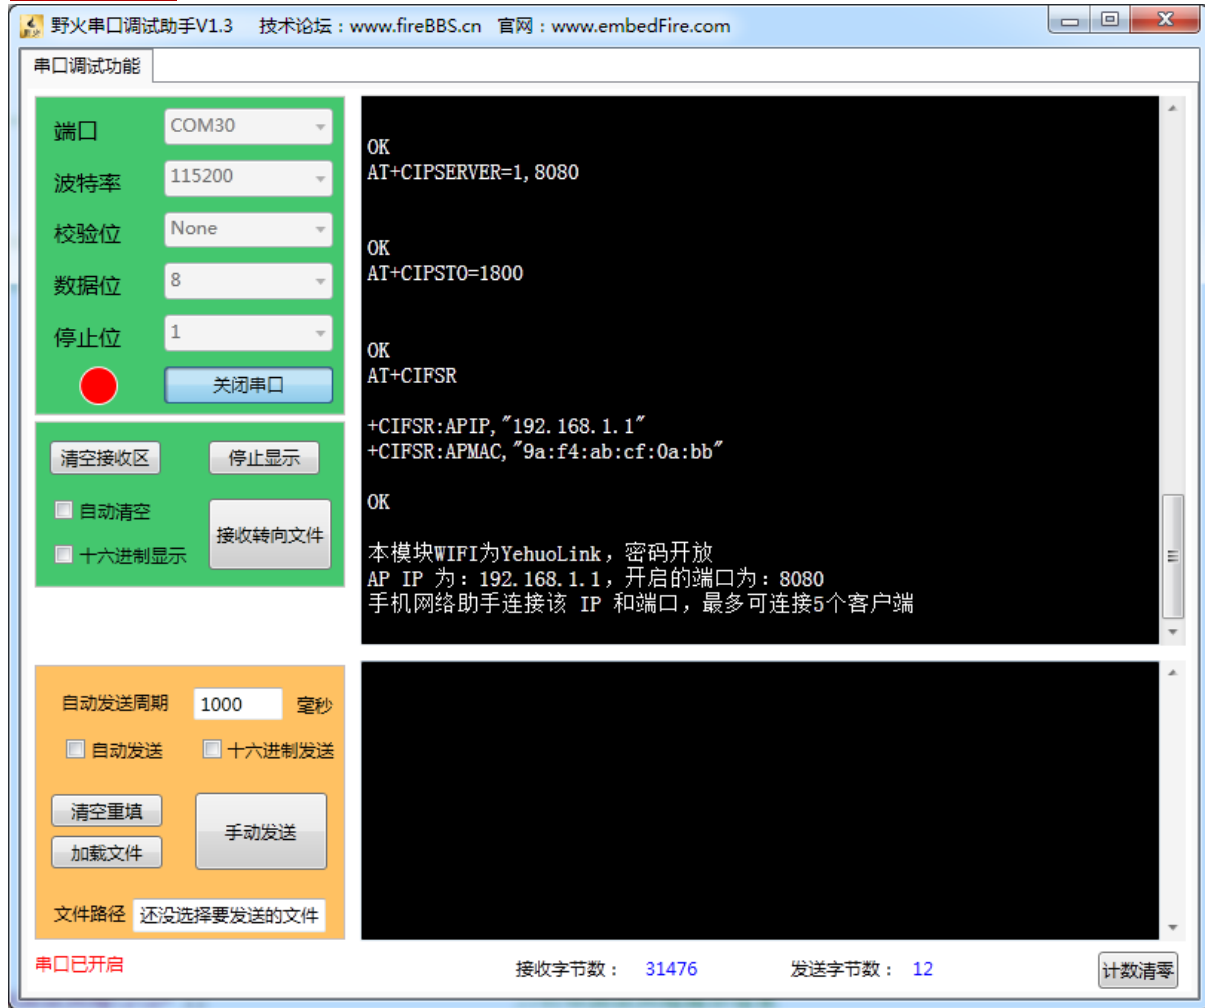 野火串口调试助手V1.3 技术论坛：www.fireBBS.cn 官网：www.embedFire.com
串口调试功能
端口 COM30
波特率 115200
校验位 None
数据位 8
停止位 1
关闭串口
清空接收区 停止显示
自动清空
接收转向文件
十六进制显示
OK
AT+CIPSERVER=1,8080
OK
AT+CIPSTO=1800
OK
AT+CIFSR
+CIFSR:APIP,"192.168.1.1"
+CIFSR:APMAC,"9a:f4:ab:cf:0a:bb"
OK
本模块WIFI为YehuoLink，密码开放
AP IP 为：192.168.1.1，开启的端口为：8080
手机网络助手连接该 IP 和端口，最多可连接5个客户端
自动发送周期 1000 毫秒
自动发送 十六进制发送
清空重填
手动发送
加载文件
文件路径 还没选择要发送的文件
串口已开启 接收字节数： 31476 发送字节数： 12 计数清零